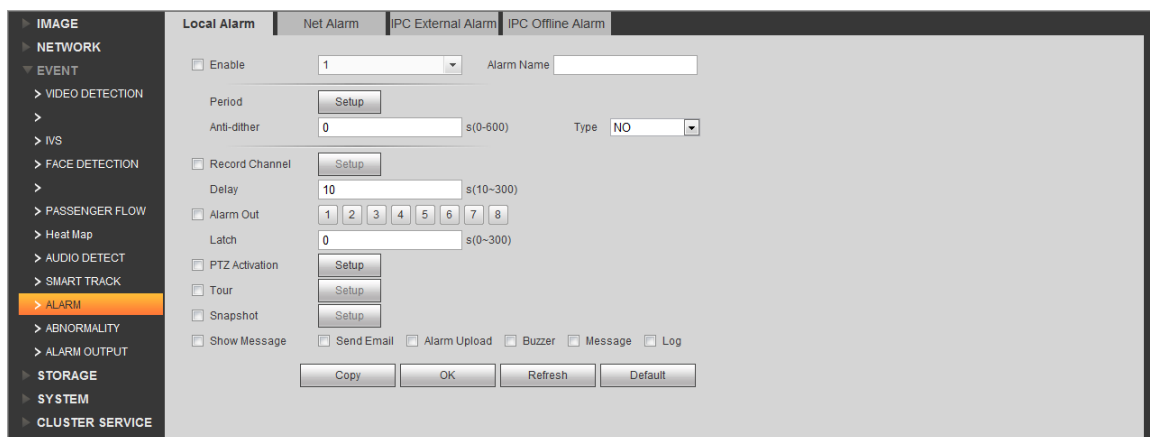 IMAGE
NETWORK
EVENT
> VIDEO DETECTION
>
> IVS
> FACE DETECTION
>
> PASSENGER FLOW
> Heat Map
> AUDIO DETECT
> SMART TRACK
> ALARM
> ABNORMALITY
> ALARM OUTPUT
STORAGE
SYSTEM
CLUSTER SERVICE
Local Alarm Net Alarm IPC External Alarm IPC Offline Alarm
Enable 1 Alarm Name
Period Setup
Anti-dither 0 s(0-600) Type NO
Record Channel Setup
Delay 10 s(10~300)
Alarm Out 1 2 3 4 5 6 7 8
Latch 0 s(0~300)
PTZ Activation Setup
Tour Setup
Snapshot Setup
Show Message Send Email Alarm Upload Buzzer Message Log
Copy OK Refresh Default